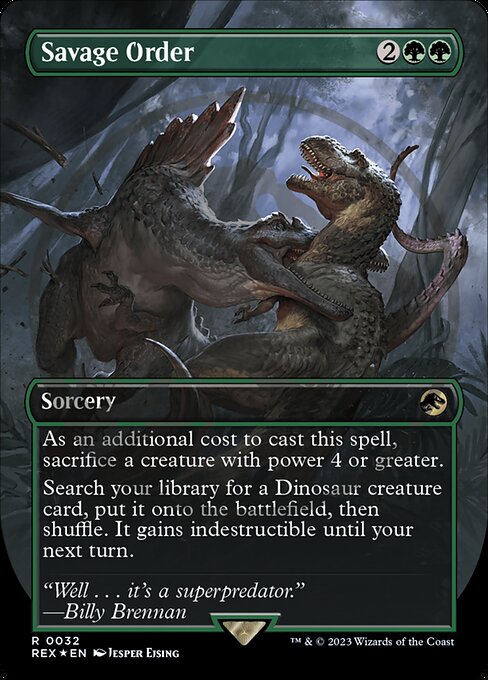 Savage Order 2
Sorcery
As an additional cost to cast this spell,
sacrifice a creature with power 4 or greater.
Search your library for a Dinosaur creature
card, put it onto the battlefield, then
shuffle. It gains indestructible until your
next turn.
“Well . . . it’s a superpredator.”
—Billy Brennan
R 0032 ™ & © 2023 Wizards of the Coast
REX★EN Jesper Eising